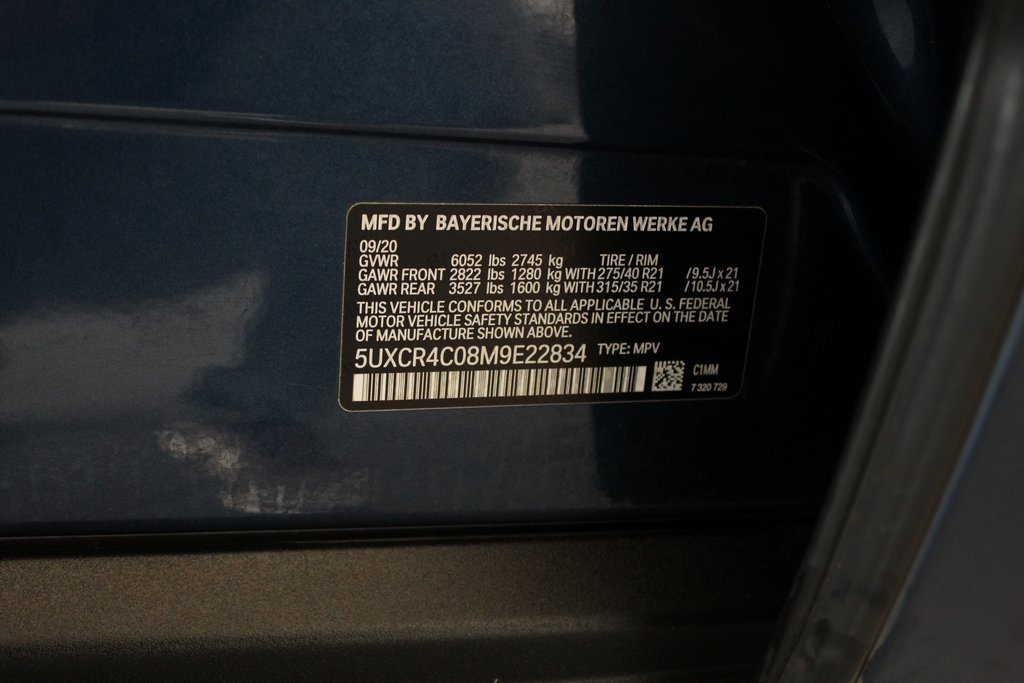 MFD BY BAYERISCHE MOTOREN WERKE AG
09/20
GVWR 6052 lbs 2745 kg TIRE / RIM
GAWR FRONT 2822 lbs 1280 kg WITH 275/40 R21 / 9.5J x 21
GAWR REAR 3527 lbs 1600 kg WITH 315/35 R21 / 10.5J x 21
THIS VEHICLE CONFORMS TO ALL APPLICABLE U. S. FEDERAL
MOTOR VEHICLE SAFETY STANDARDS IN EFFECT ON THE DATE
OF MANUFACTURE SHOWN ABOVE.
5UXCR4C08M9E22834 TYPE: MPV
C1MM
7 320 729